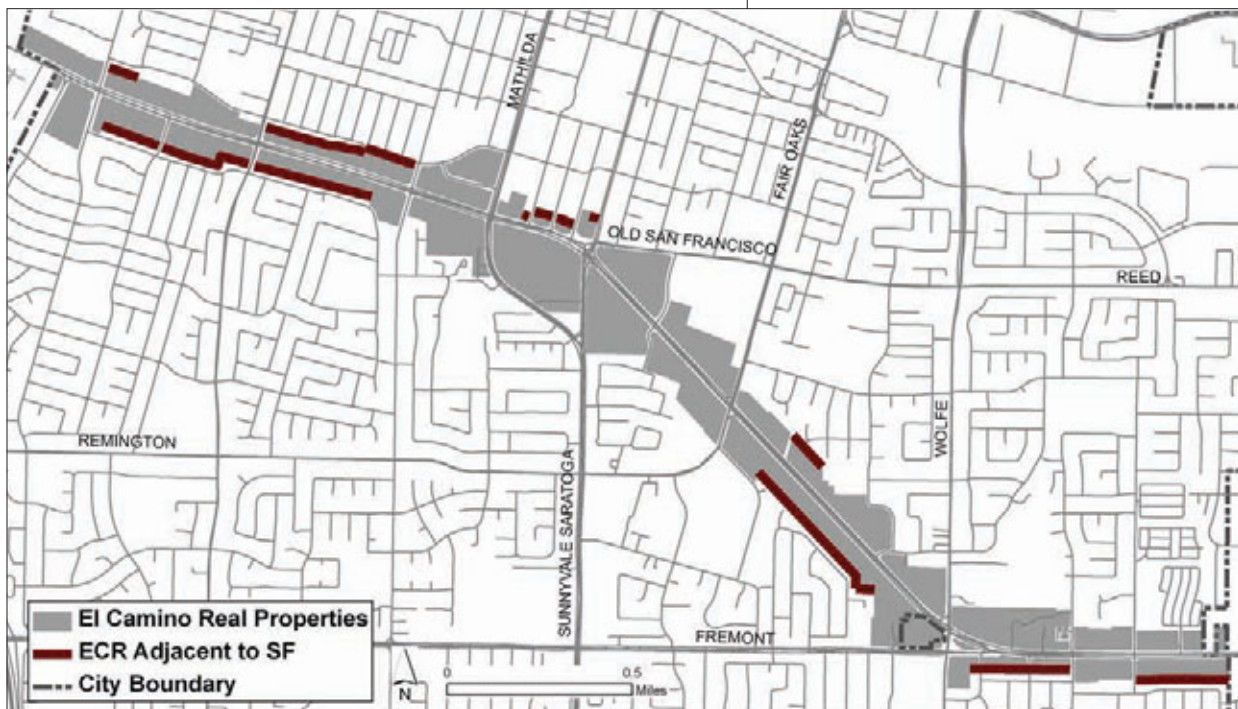 MATHILDA
FAIR OAKS
OLD SAN FRANCISCO
REED
WOLFE
REMINGTON
SUNNYVALE SARATOGA
FREMONT
El Camino Real Properties
ECR Adjacent to SF
City Boundary
N
0 0.5
Miles